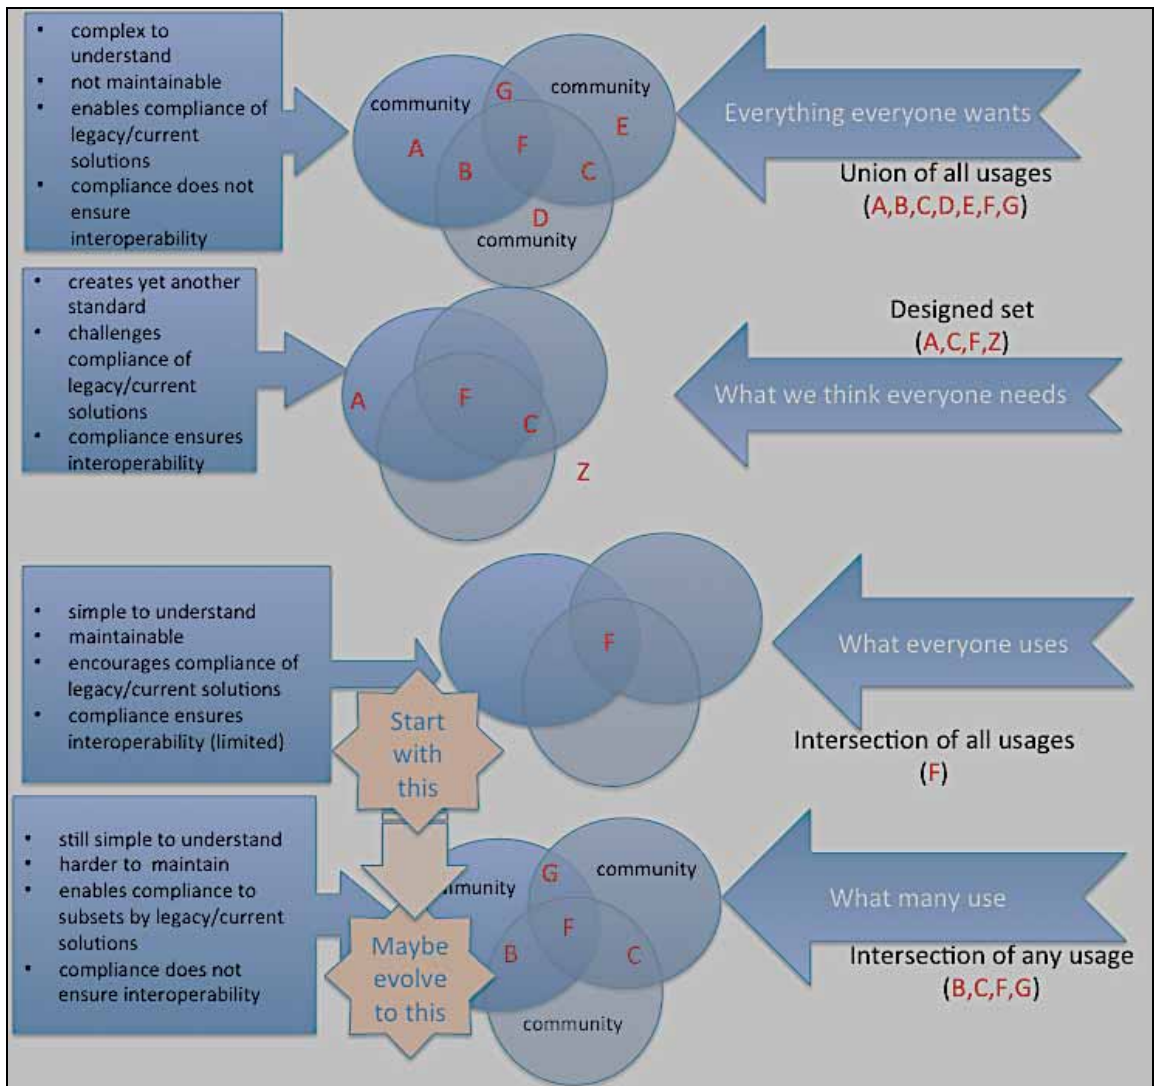 • complex to
understand
• not maintainable
• enables compliance of
legacy/current
solutions
• compliance does not
ensure
interoperability
community
G
community
A
B
F
E
C
D
community
Everything everyone wants
Union of all usages
(A,B,C,D,E,F,G)
• creates yet another
standard
• challenges
compliance of
legacy/current
solutions
• compliance ensures
interoperability
A
F
C
Z
Designed set
(A,C,F,Z)
What we think everyone needs
• simple to understand
• maintainable
• encourages compliance of
legacy/current solutions
• compliance ensures
interoperability (limited)
Start
with
this
F
What everyone uses
Intersection of all usages
(F)
• still simple to understand
• harder to maintain
• enables compliance to
subsets by legacy/current
solutions
• compliance does not
ensure interoperability
Maybe
evolve
to this
munity
G
community
F
B
C
community
What many use
Intersection of any usage
(B,C,F,G)